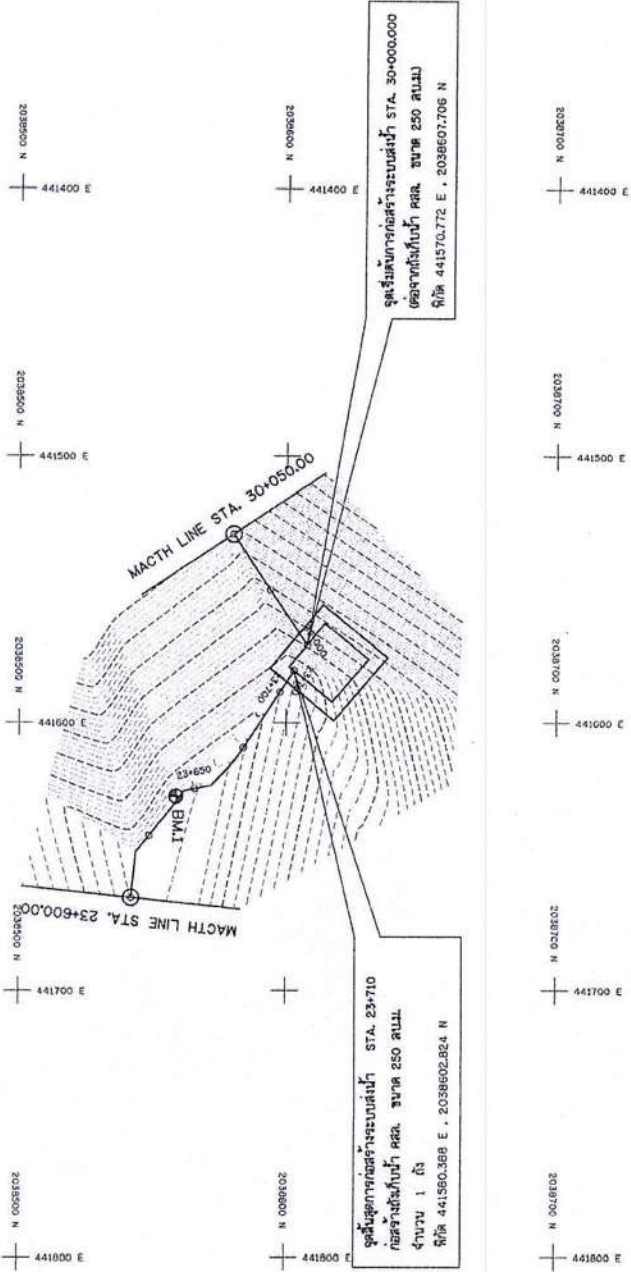 จุดเริ่มต้นการก่อสร้างระบบส่งน้ำ STA. 30+000.000
(ต่อจากถังเก็บน้ำ คสล. ขนาด 250 ลบ.ม.)
พิกัด 441570.772 E , 2038607.706 N
2038500 N
441400 E
2038600 N
441400 E
2038700 N
441400 E
2038500 N
441500 E
2038700 N
441500 E
MACTH LINE STA. 30+050.00
2038500 N
441600 E
2038700 N
441600 E
23+700
23+650
BM.1
MACTH LINE STA. 23+600.00
2038500 N
441700 E
2038700 N
441700 E
จุดสิ้นสุดการก่อสร้างระบบส่งน้ำ STA. 23+710
ก่อสร้างถังเก็บน้ำ คสล. ขนาด 250 ลบ.ม.
จำนวน 1 ถัง
พิกัด 441580.388 E , 2038602.824 N
2038500 N
441800 E
2038600 N
441800 E
2038700 N
441800 E